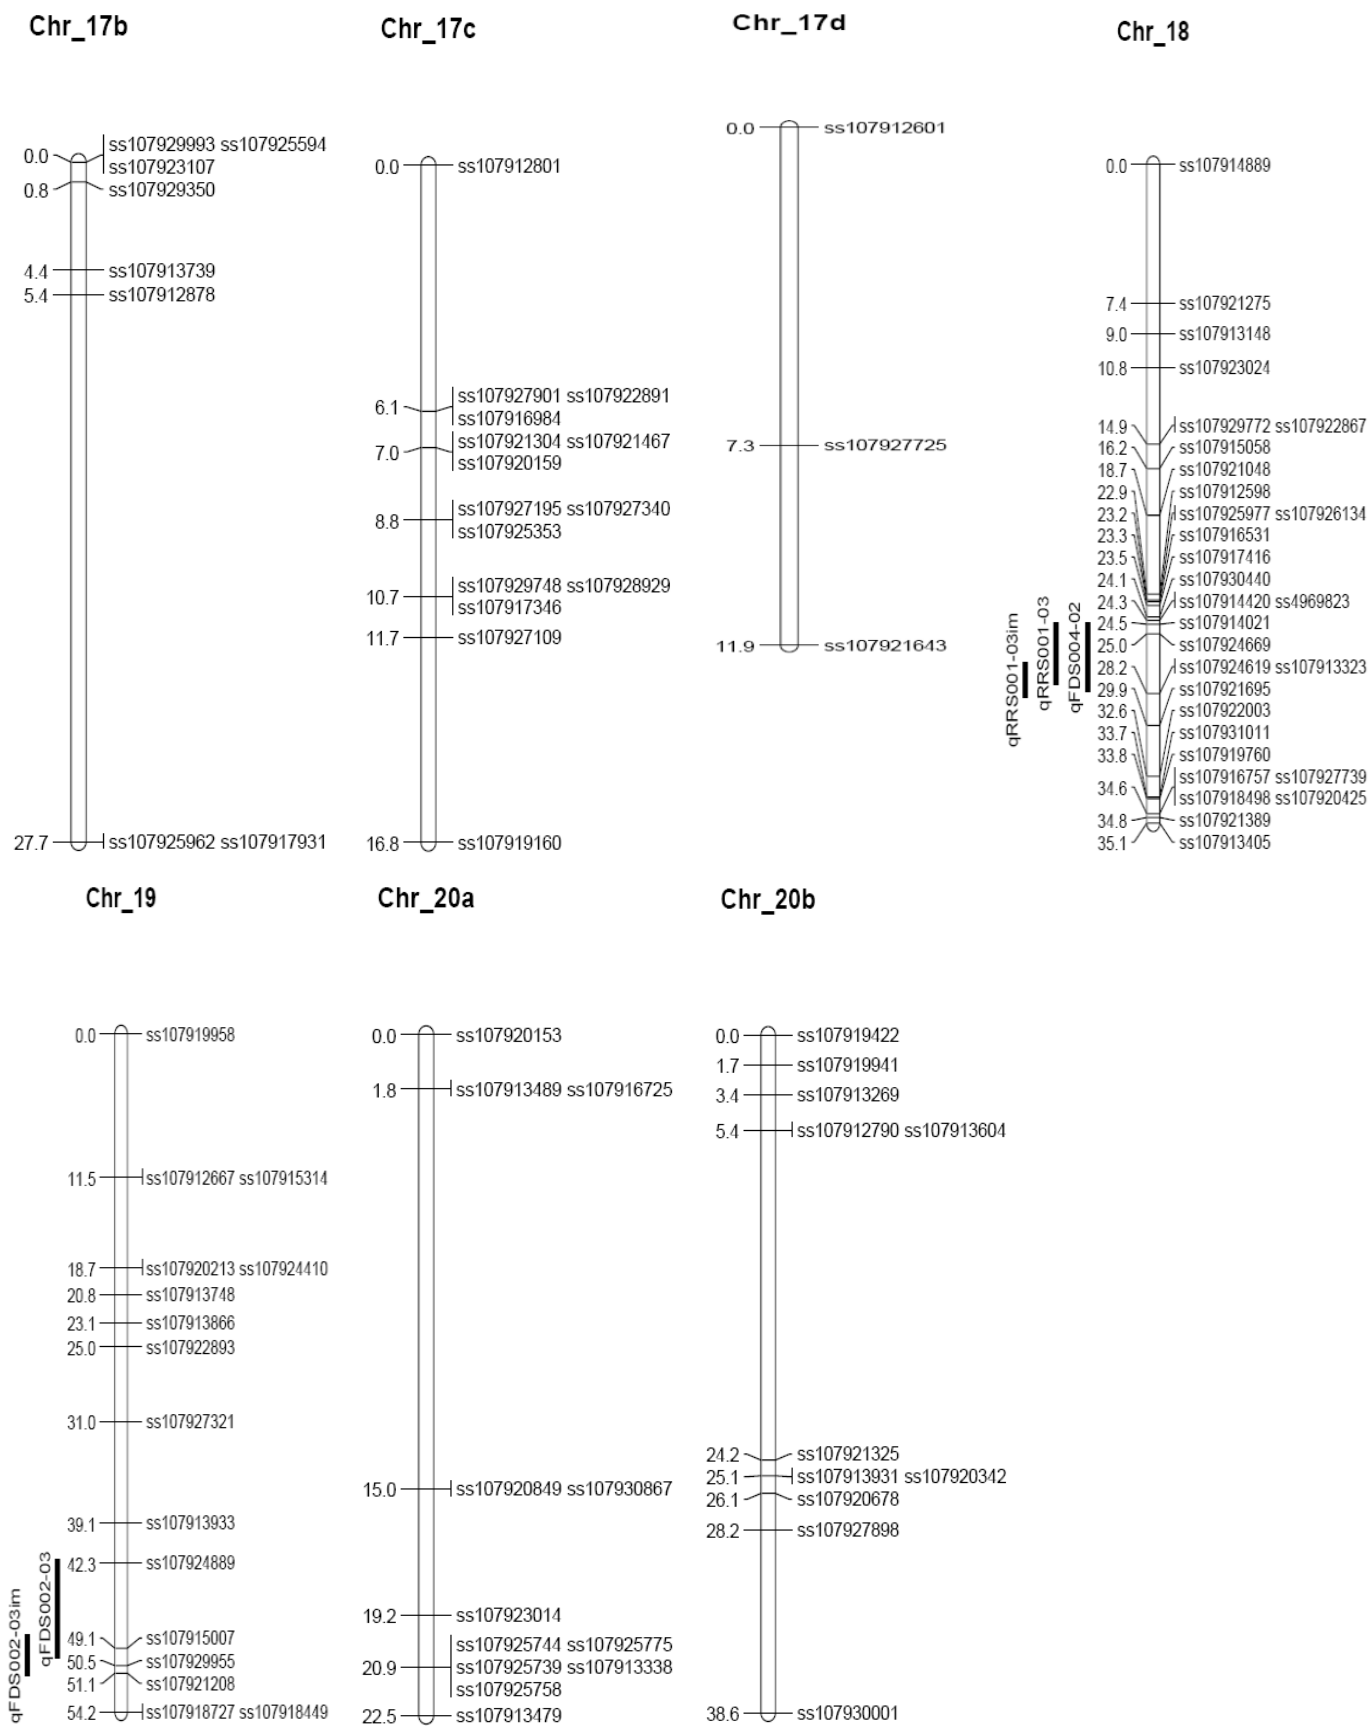 Chr_17b
0.0 ss107929993 ss107925594
ss107923107
0.8 ss107929350
4.4 ss107913739
5.4 ss107912878
27.7 ss107925962 ss107917931
Chr_17c
0.0 ss107912801
6.1 ss107927901 ss107922891
ss107916984
7.0 ss107921304 ss107921467
ss107920159
8.8 ss107927195 ss107927340
ss107925353
10.7 ss107929748 ss107928929
ss107917346
11.7 ss107927109
16.8 ss107919160
Chr_17d
0.0 ss107912601
7.3 ss107927725
11.9 ss107921643
Chr_18
0.0 ss107914889
7.4 ss107921275
9.0 ss107913148
10.8 ss107923024
14.9 ss107929772 ss107922867
16.2 ss107915058
18.7 ss107921048
22.9 ss107912598
23.2 ss107925977 ss107926134
23.3 ss107916531
23.5 ss107917416
24.1 ss107930440
24.3 ss107914420 ss4969823
24.5 ss107914021
25.0 ss107924669
28.2 ss107924619 ss107913323
29.9 ss107921695
32.6 ss107922003
33.7 ss107931011
33.8 ss107919760
34.6 ss107916757 ss107927739
ss107918498 ss107920425
34.8 ss107921389
35.1 ss107913405
qRRS001-03im
qRRS001-03
qFDS004-02
Chr_19
0.0 ss107919958
11.5 ss107912667 ss107915314
18.7 ss107920213 ss107924410
20.8 ss107913748
23.1 ss107913866
25.0 ss107922893
31.0 ss107927321
39.1 ss107913933
42.3 ss107924889
49.1 ss107915007
50.5 ss107929955
51.1 ss107921208
54.2 ss107918727 ss107918449
qFDS002-03im
qFDS002-03
Chr_20a
0.0 ss107920153
1.8 ss107913489 ss107916725
15.0 ss107920849 ss107930867
19.2 ss107923014
ss107925744 ss107925775
20.9 ss107925739 ss107913338
ss107925758
22.5 ss107913479
Chr_20b
0.0 ss107919422
1.7 ss107919941
3.4 ss107913269
5.4 ss107912790 ss107913604
24.2 ss107921325
25.1 ss107913931 ss107920342
26.1 ss107920678
28.2 ss107927898
38.6 ss107930001